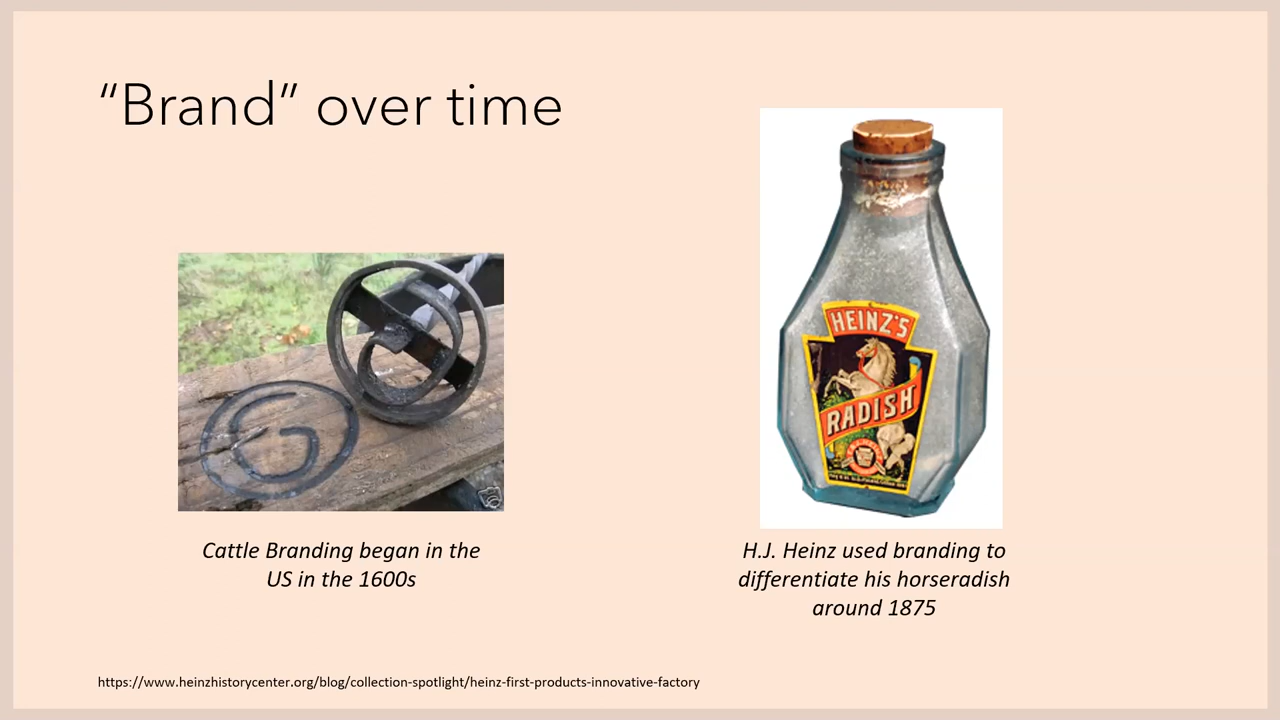 “Brand” over time
G
Cattle Branding began in the
US in the 1600s
HEINZ'S
RADISH
H.J. Heinz used branding to
differentiate his horseradish
around 1875
https://www.heinzhistorycenter.org/blog/collection-spotlight/heinz-first-products-innovative-factory